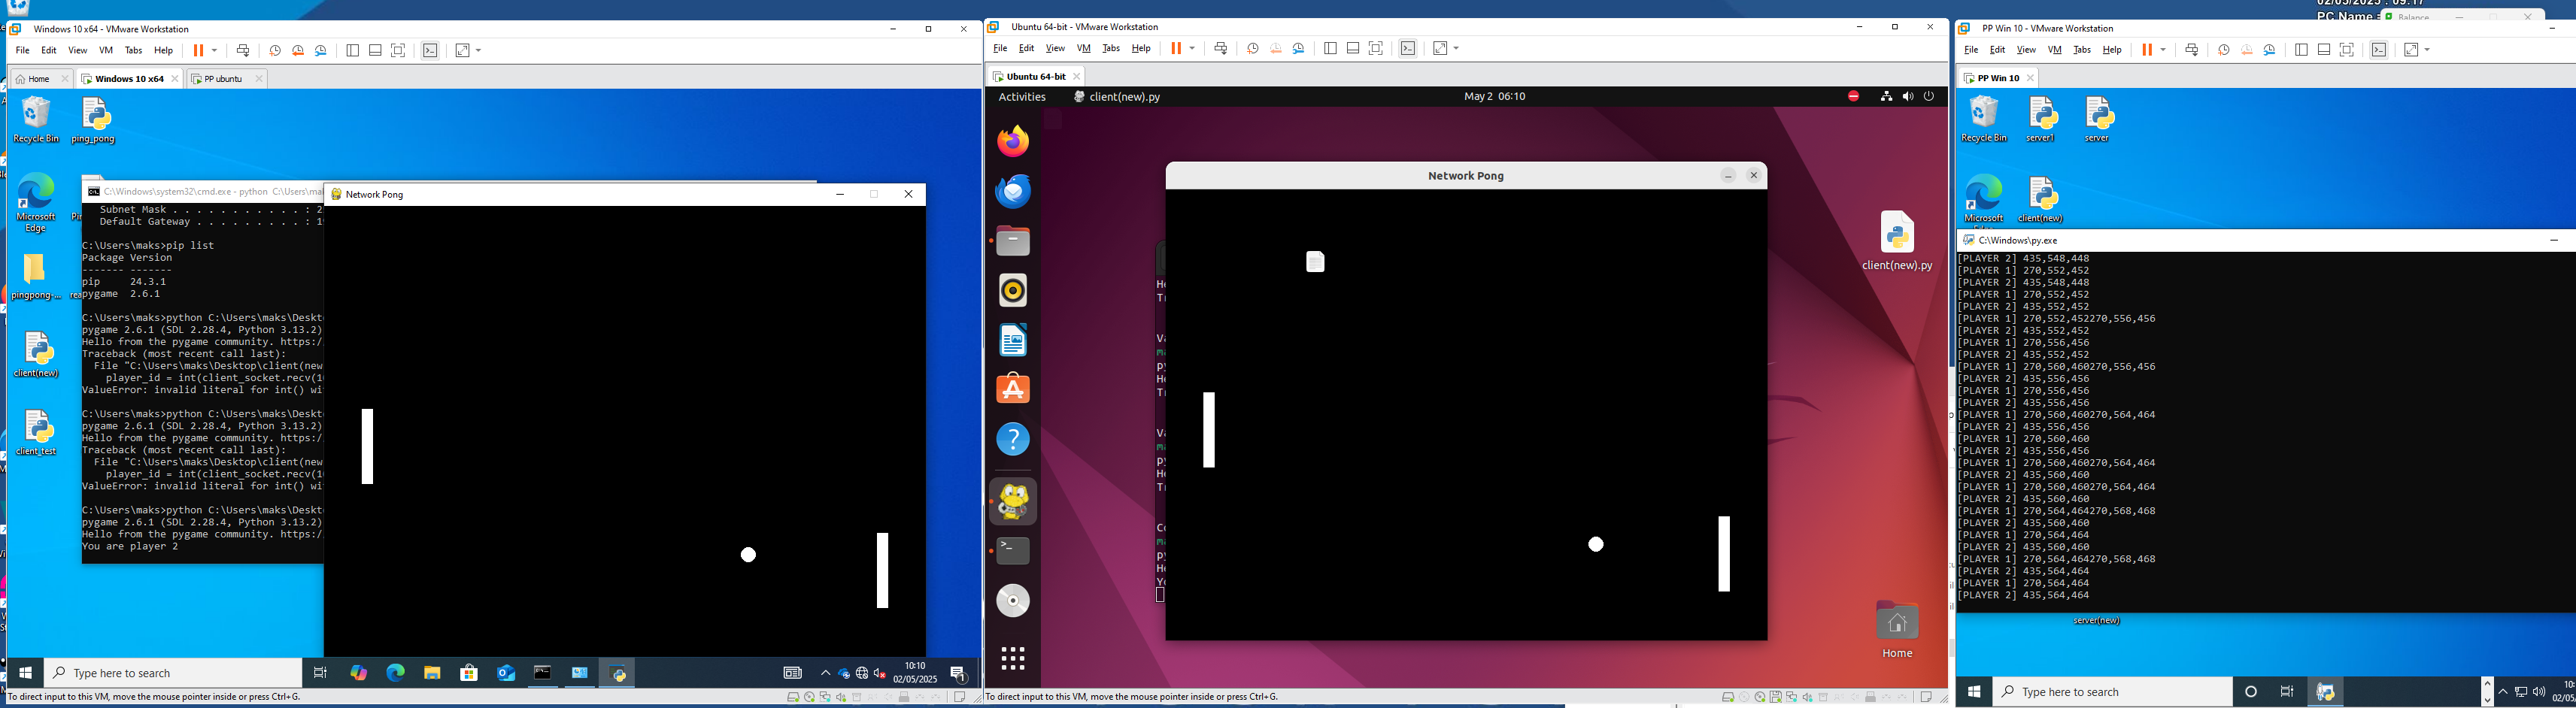 02/05/2025 : 09:17
PC Name =
Balance
Windows 10 x64 - VMware Workstation
File Edit View VM Tabs Help
Home
Windows 10 x64
PP ubuntu
Recycle Bin
ping_pong
Microsoft Edge
pingpong-...
client(new)
client_test
C:\Windows\system32\cmd.exe - python C:\Users\mal
Subnet Mask . . . . . . . . . . . : 2
Default Gateway . . . . . . . . . : 1
C:\Users\maks>pip list
Package Version
------- -------
pip     24.3.1
pygame  2.6.1
C:\Users\maks>python C:\Users\maks\Deskto
pygame 2.6.1 (SDL 2.28.4, Python 3.13.2)
Hello from the pygame community. https:/
Traceback (most recent call last):
File "C:\Users\maks\Desktop\client(new
player_id = int(client_socket.recv(10
ValueError: invalid literal for int() wi
C:\Users\maks>python C:\Users\maks\Deskto
pygame 2.6.1 (SDL 2.28.4, Python 3.13.2)
Hello from the pygame community. https:/
Traceback (most recent call last):
File "C:\Users\maks\Desktop\client(new
player_id = int(client_socket.recv(10
ValueError: invalid literal for int() wi
C:\Users\maks>python C:\Users\maks\Deskto
pygame 2.6.1 (SDL 2.28.4, Python 3.13.2)
Hello from the pygame community. https:/
You are player 2
Network Pong
Type here to search
10:10
02/05/2025
1
To direct input to this VM, move the mouse pointer inside or press Ctrl+G.
Ubuntu 64-bit - VMware Workstation
File Edit View VM Tabs Help
Ubuntu 64-bit
Activities
client(new).py
May 2 06:10
Network Pong
client(new).py
Home
To direct input to this VM, move the mouse pointer inside or press Ctrl+G.
PP Win 10 - VMware Workstation
File Edit View VM Tabs Help
PP Win 10
Recycle Bin
server1
server
Microsoft
client(new)
C:\Windows\py.exe
[PLAYER 2] 435,548,448
[PLAYER 1] 270,552,452
[PLAYER 2] 435,548,448
[PLAYER 1] 270,552,452
[PLAYER 2] 435,552,452
[PLAYER 1] 270,552,452270,556,456
[PLAYER 2] 435,552,452
[PLAYER 1] 270,556,456
[PLAYER 2] 435,552,452
[PLAYER 1] 270,560,460270,556,456
[PLAYER 2] 435,556,456
[PLAYER 1] 270,556,456
[PLAYER 2] 435,556,456
[PLAYER 1] 270,560,460270,564,464
[PLAYER 2] 435,556,456
[PLAYER 1] 270,560,460
[PLAYER 2] 435,556,456
[PLAYER 1] 270,560,460270,564,464
[PLAYER 2] 435,560,460
[PLAYER 1] 270,560,460270,564,464
[PLAYER 2] 435,560,460
[PLAYER 1] 270,564,464270,568,468
[PLAYER 2] 435,560,460
[PLAYER 1] 270,564,464
[PLAYER 2] 435,560,460
[PLAYER 1] 270,564,464270,568,468
[PLAYER 2] 435,564,464
[PLAYER 1] 270,564,464
[PLAYER 2] 435,564,464
server(new)
Type here to search